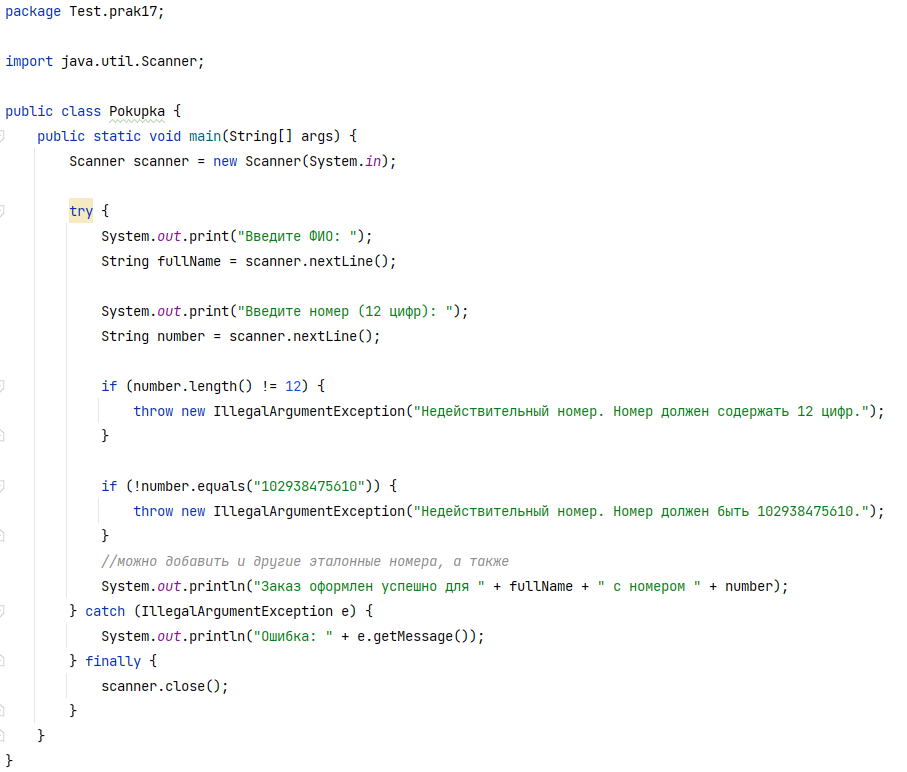 package Test.prak17;
import java.util.Scanner;
public class Pokupka {
public static void main(String[] args) {
Scanner scanner = new Scanner(System.in);
try {
System.out.print("Введите ФИО: ");
String fullName = scanner.nextLine();
System.out.print("Введите номер (12 цифр): ");
String number = scanner.nextLine();
if (number.length() != 12) {
throw new IllegalArgumentException("Недействительный номер. Номер должен содержать 12 цифр.");
}
if (!number.equals("102938475610")) {
throw new IllegalArgumentException("Недействительный номер. Номер должен быть 102938475610.");
}
//можно добавить и другие эталонные номера, а также
System.out.println("Заказ оформлен успешно для " + fullName + " с номером " + number);
} catch (IllegalArgumentException e) {
System.out.println("Ошибка: " + e.getMessage());
} finally {
scanner.close();
}
}
}